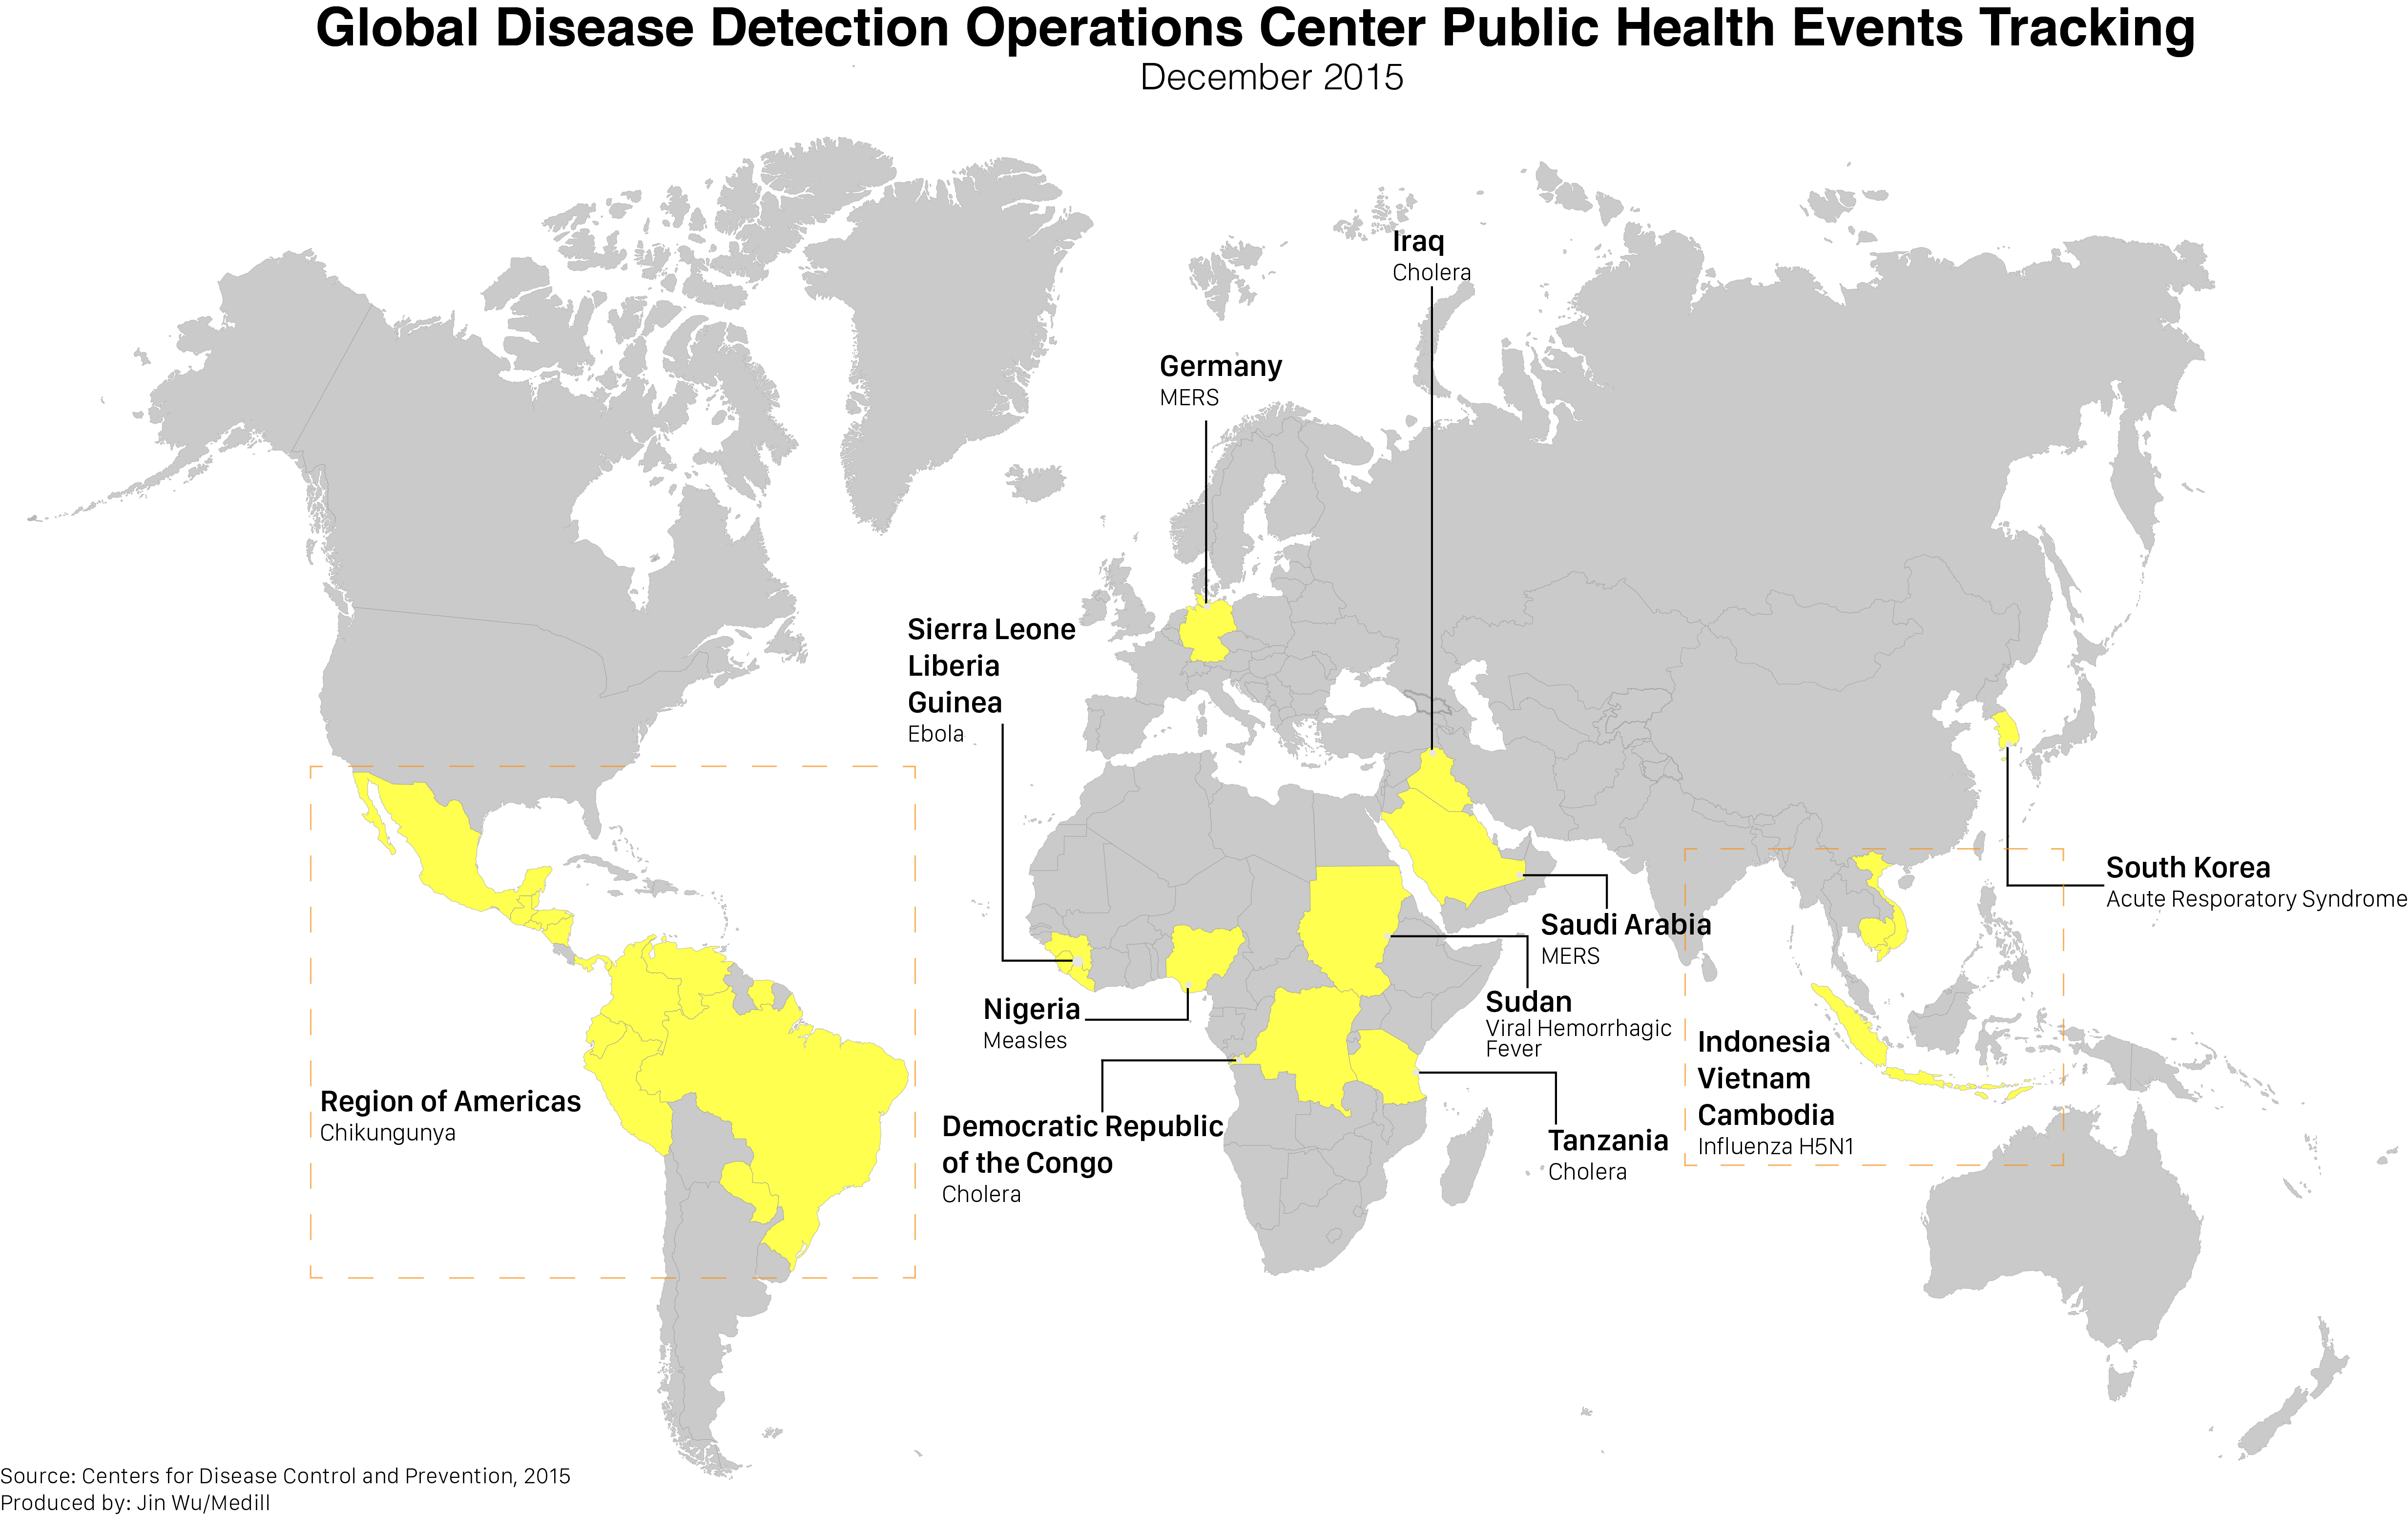 Global Disease Detection Operations Center Public Health Events Tracking
December 2015
Iraq
Cholera
Germany
MERS
Sierra Leone
Liberia
Guinea
Ebola
South Korea
Acute Resporatory Syndrome
Saudi Arabia
MERS
Nigeria
Measles
Sudan
Viral Hemorrhagic
Fever
Indonesia
Vietnam
Cambodia
Influenza H5N1
Region of Americas
Chikungunya
Democratic Republic
of the Congo
Cholera
Tanzania
Cholera
Source: Centers for Disease Control and Prevention, 2015
Produced by: Jin Wu/Medill